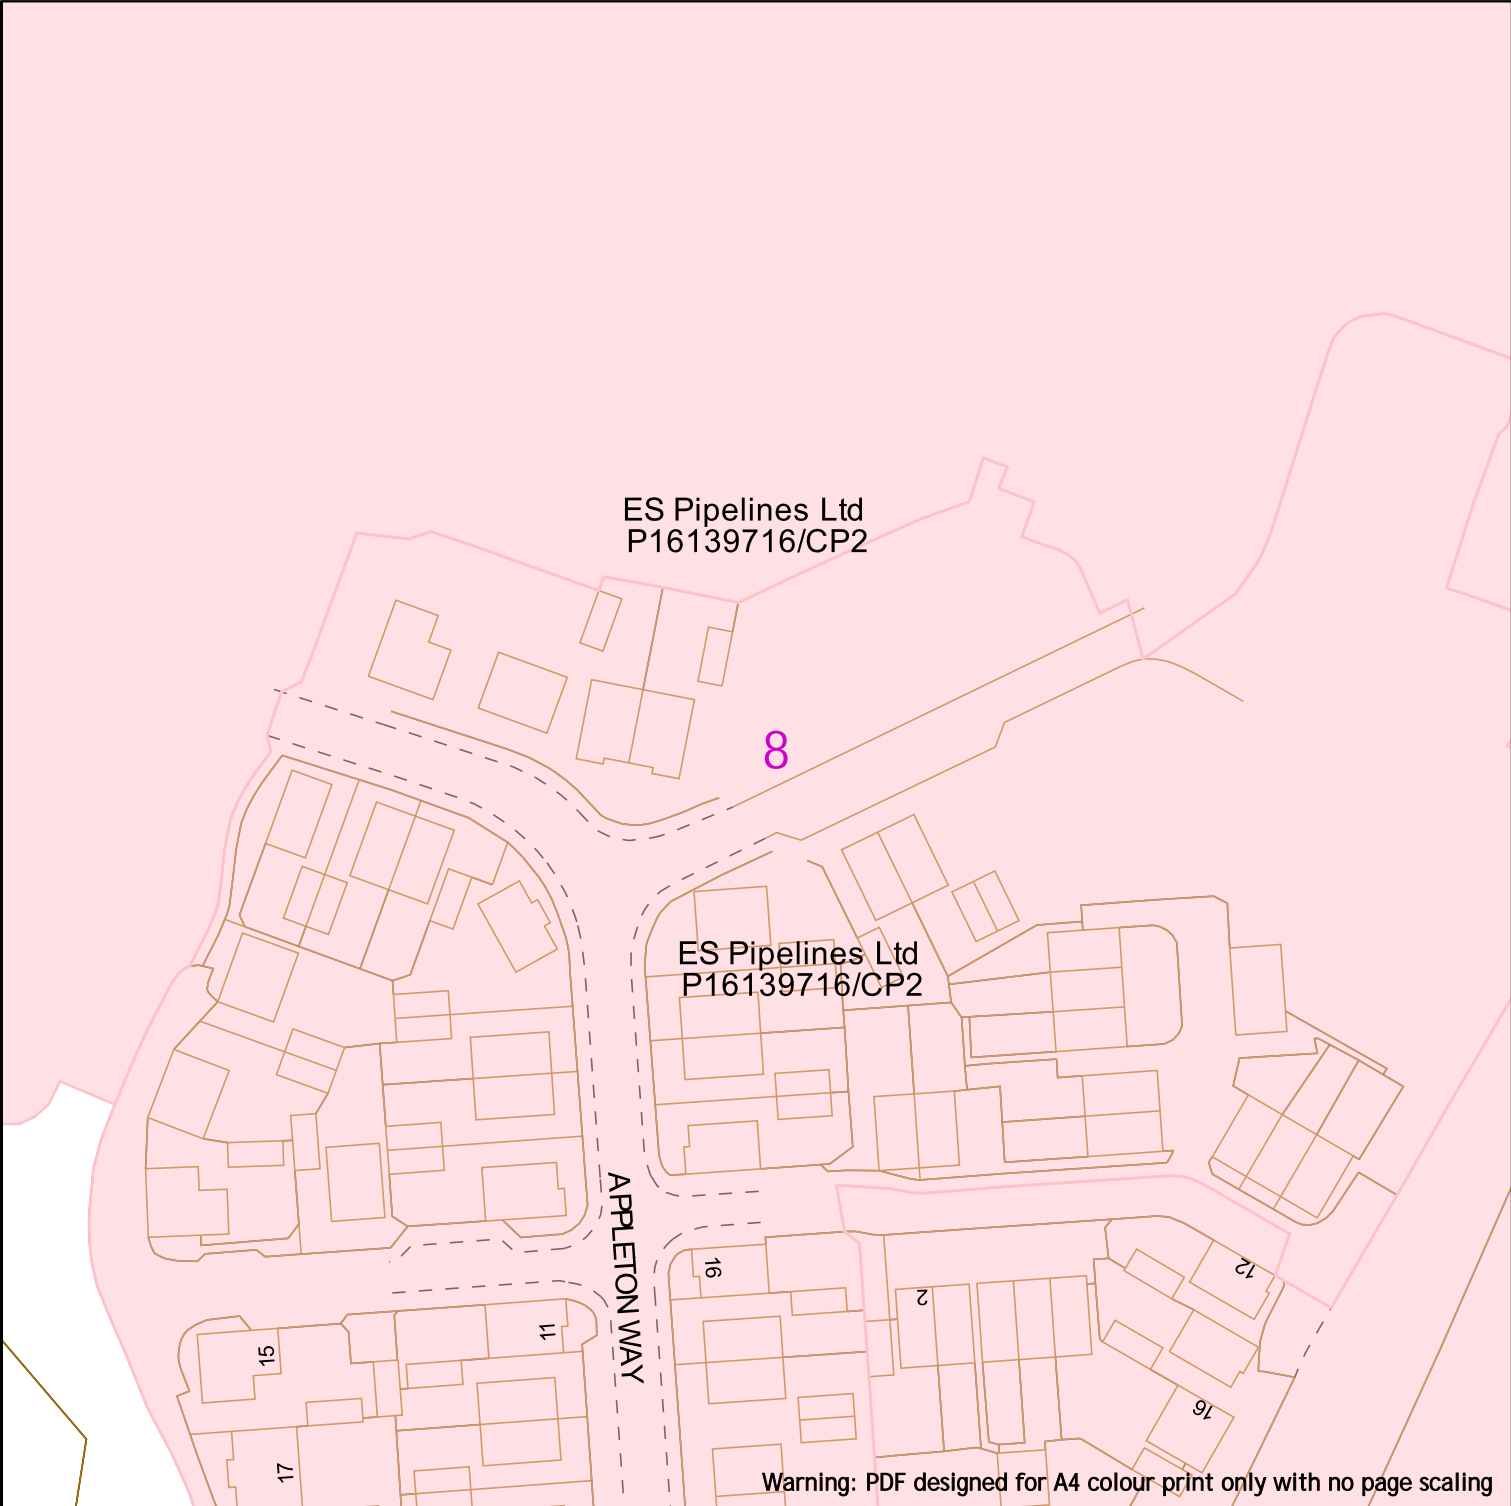 ES Pipelines Ltd
P16139716/CP2
8
ES Pipelines Ltd
P16139716/CP2
APPLETON WAY
16
12
2
11
15
16
17
Warning: PDF designed for A4 colour print only with no page scaling